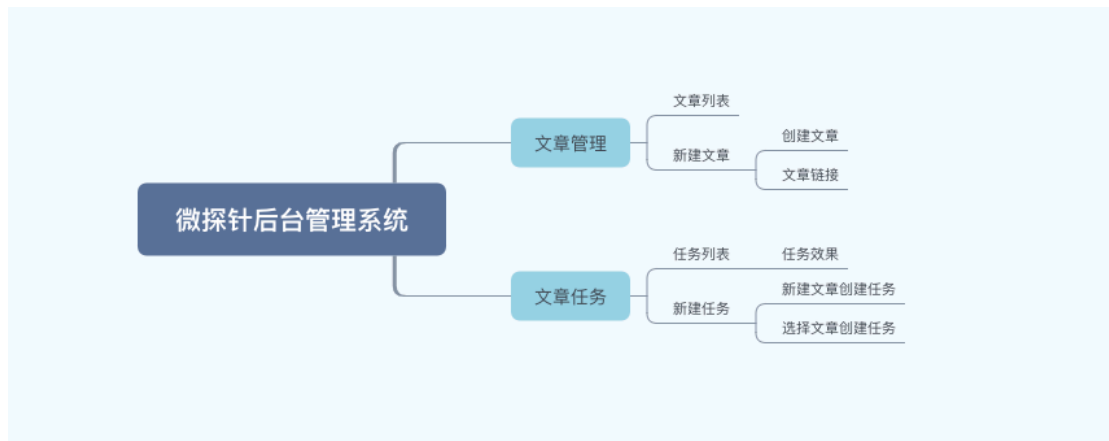 微探针后台管理系统
文章管理
文章列表
新建文章
创建文章
文章链接
文章任务
任务列表
任务效果
新建任务
新建文章创建任务
选择文章创建任务